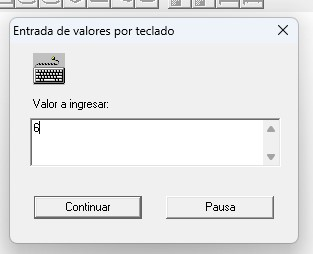 Entrada de valores por teclado
Valor a ingresar:
6
Continuar
Pausa